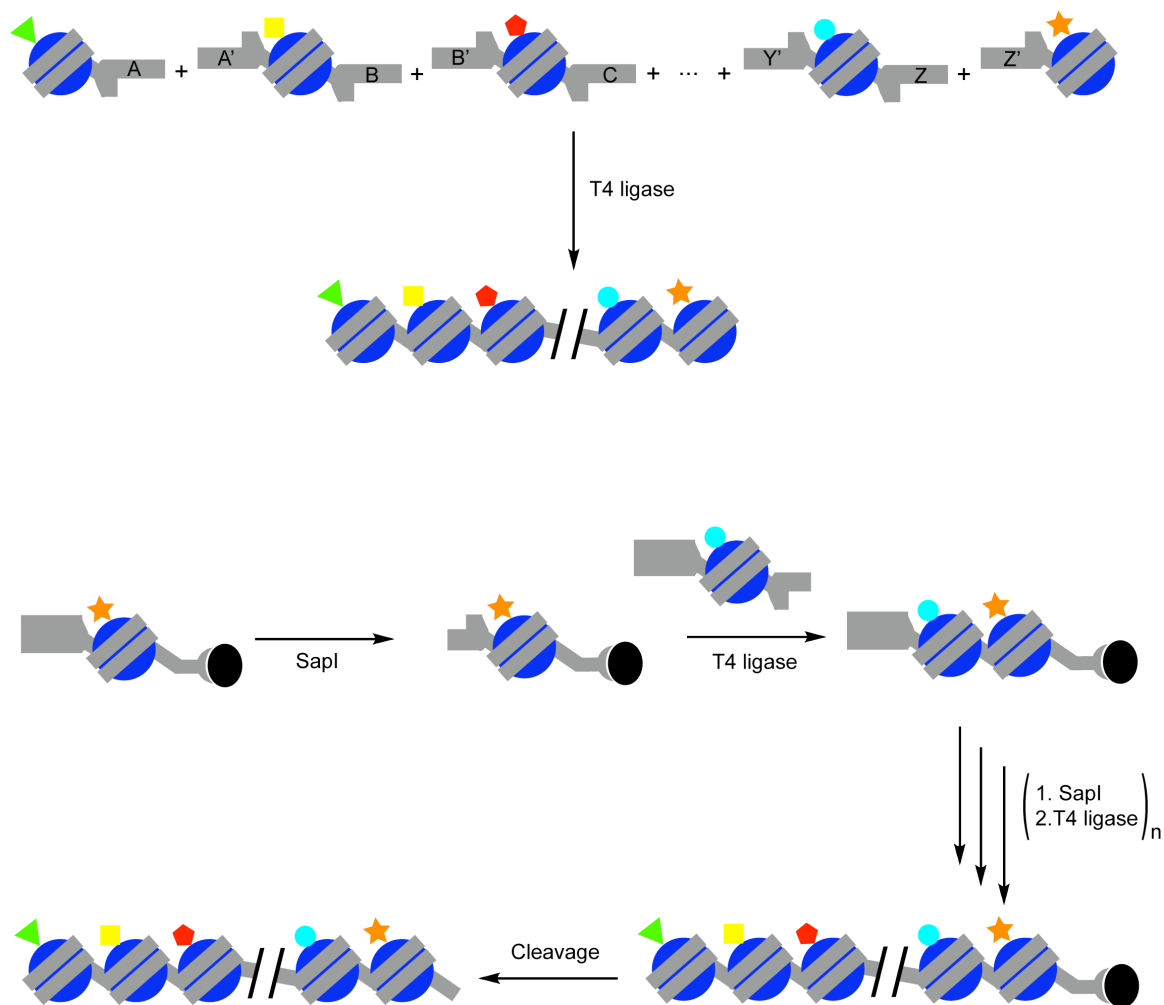 A + A' B + B' C + ... + Y' Z + Z'
T4 ligase
SapI
T4 ligase
1. SapI
2.T4 ligase
n
Cleavage